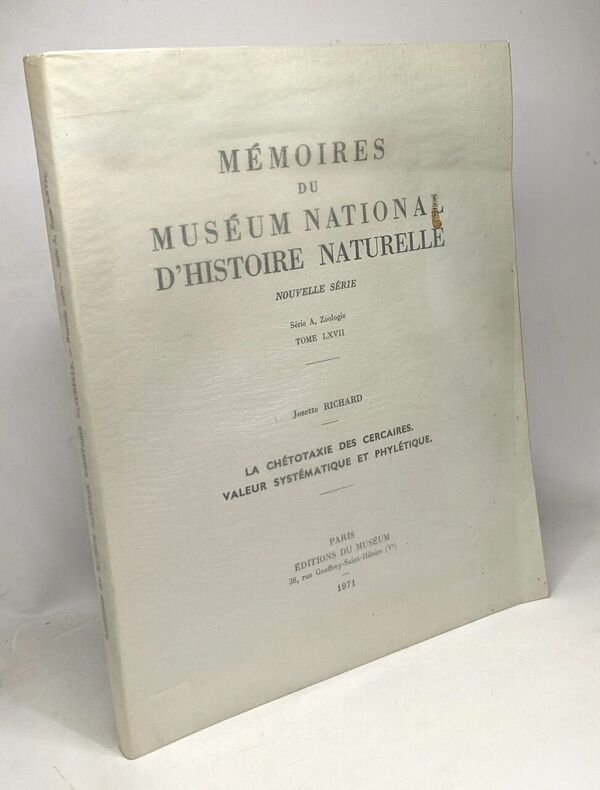 MÉMOIRES
DU
MUSÉUM NATIONAL
D'HISTOIRE NATURELLE
NOUVELLE SÉRIE
Série A, Zoologie
TOME LXVII
Josette RICHARD
LA CHÉTOTAXIE DES CERCAIRES.
VALEUR SYSTÉMATIQUE ET PHYLÉTIQUE.
PARIS
ÉDITIONS DU MUSÉUM
38, rue Geoffroy-Saint-Hilaire (Vᵉ)
1971